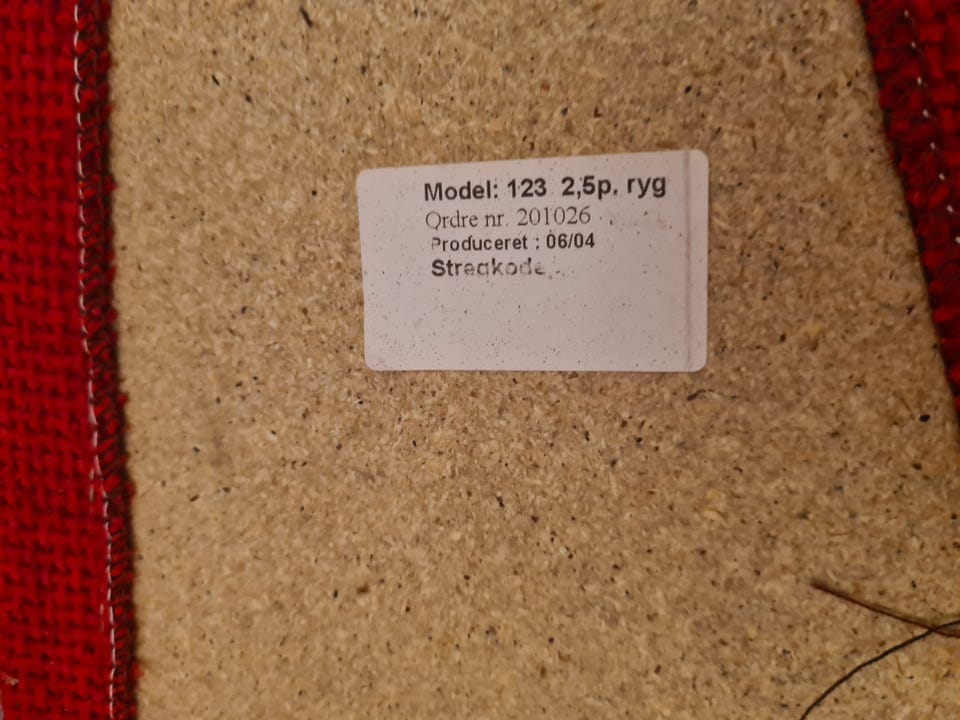 Model: 123 2,5p. ryg
Ordre nr. 201026
Produceret : 06/04
Stregkode